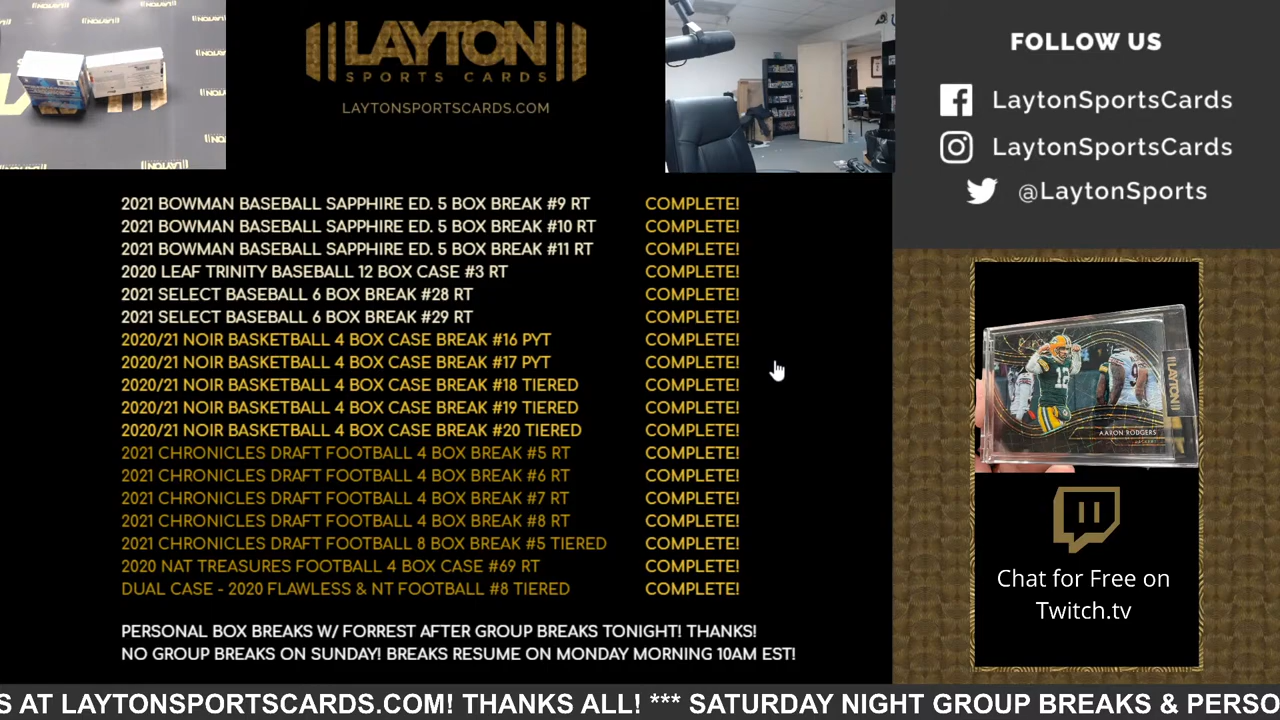 LAYTON
SPORTS CARDS
LAYTONSPORTSCARDS.COM
FOLLOW US
LaytonSportsCards
LaytonSportsCards
@LaytonSports
2021 BOWMAN BASEBALL SAPPHIRE ED. 5 BOX BREAK #9 RT COMPLETE!
2021 BOWMAN BASEBALL SAPPHIRE ED. 5 BOX BREAK #10 RT COMPLETE!
2021 BOWMAN BASEBALL SAPPHIRE ED. 5 BOX BREAK #11 RT COMPLETE!
2020 LEAF TRINITY BASEBALL 12 BOX CASE #3 RT COMPLETE!
2021 SELECT BASEBALL 6 BOX BREAK #28 RT COMPLETE!
2021 SELECT BASEBALL 6 BOX BREAK #29 RT COMPLETE!
2020/21 NOIR BASKETBALL 4 BOX CASE BREAK #16 PYT COMPLETE!
2020/21 NOIR BASKETBALL 4 BOX CASE BREAK #17 PYT COMPLETE!
2020/21 NOIR BASKETBALL 4 BOX CASE BREAK #18 TIERED COMPLETE!
2020/21 NOIR BASKETBALL 4 BOX CASE BREAK #19 TIERED COMPLETE!
2020/21 NOIR BASKETBALL 4 BOX CASE BREAK #20 TIERED COMPLETE!
2021 CHRONICLES DRAFT FOOTBALL 4 BOX BREAK #5 RT COMPLETE!
2021 CHRONICLES DRAFT FOOTBALL 4 BOX BREAK #6 RT COMPLETE!
2021 CHRONICLES DRAFT FOOTBALL 4 BOX BREAK #7 RT COMPLETE!
2021 CHRONICLES DRAFT FOOTBALL 4 BOX BREAK #8 RT COMPLETE!
2021 CHRONICLES DRAFT FOOTBALL 8 BOX BREAK #5 TIERED COMPLETE!
2020 NAT TREASURES FOOTBALL 4 BOX CASE #69 RT COMPLETE!
DUAL CASE - 2020 FLAWLESS & NT FOOTBALL #8 TIERED COMPLETE!
PERSONAL BOX BREAKS W/ FORREST AFTER GROUP BREAKS TONIGHT! THANKS!
NO GROUP BREAKS ON SUNDAY! BREAKS RESUME ON MONDAY MORNING 10AM EST!
12
AARON RODGERS
LAYTON
Chat for Free on
Twitch.tv
S AT LAYTONSPORTSCARDS.COM! THANKS ALL! *** SATURDAY NIGHT GROUP BREAKS & PERSO